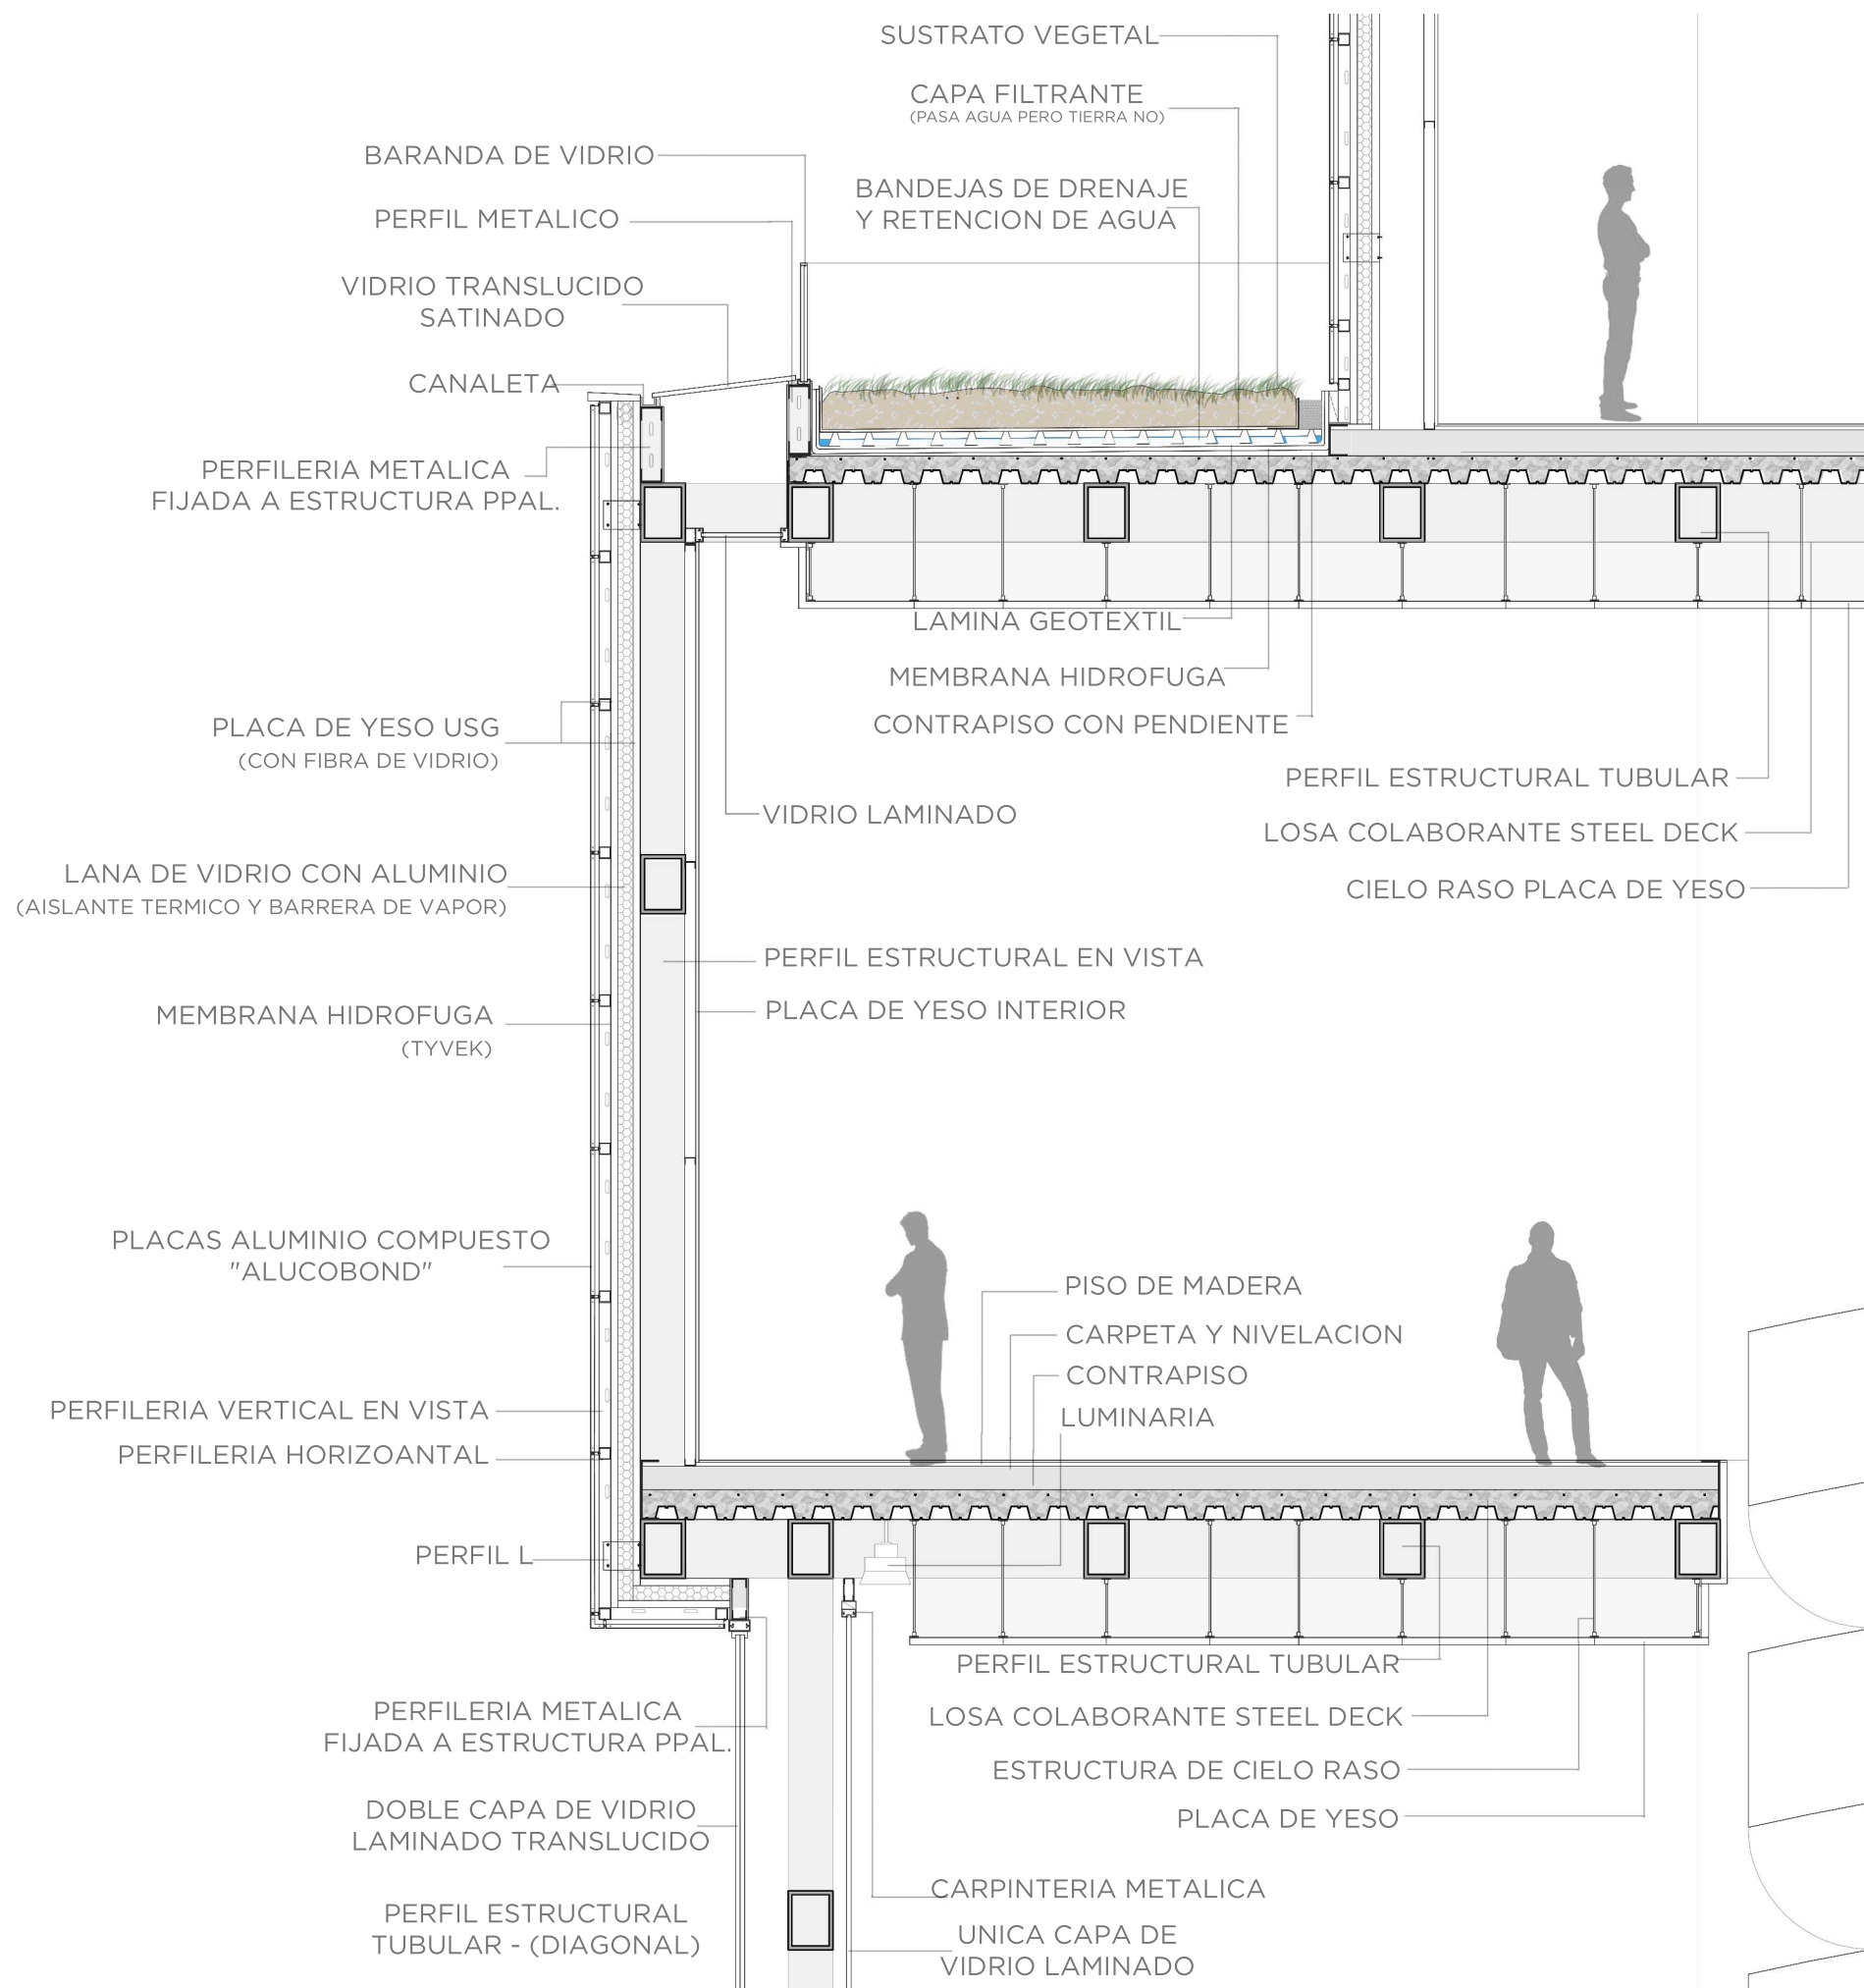 SUSTRATO VEGETAL
CAPA FILTRANTE
(PASA AGUA PERO TIERRA NO)
BARANDA DE VIDRIO
BANDEJAS DE DRENAJE
Y RETENCION DE AGUA
PERFIL METALICO
VIDRIO TRANSLUCIDO
SATINADO
CANALETA
PERFILERIA METALICA
FIJADA A ESTRUCTURA PPAL.
LAMINA GEOTEXTIL
MEMBRANA HIDROFUGA
CONTRAPISO CON PENDIENTE
PLACA DE YESO USG
(CON FIBRA DE VIDRIO)
PERFIL ESTRUCTURAL TUBULAR
VIDRIO LAMINADO
LOSA COLABORANTE STEEL DECK
LANA DE VIDRIO CON ALUMINIO
(AISLANTE TERMICO Y BARRERA DE VAPOR)
CIELO RASO PLACA DE YESO
PERFIL ESTRUCTURAL EN VISTA
PLACA DE YESO INTERIOR
MEMBRANA HIDROFUGA
(TYVEK)
PLACAS ALUMINIO COMPUESTO
"ALUCOBOND"
PISO DE MADERA
CARPETA Y NIVELACION
CONTRAPISO
LUMINARIA
PERFILERIA VERTICAL EN VISTA
PERFILERIA HORIZOANTAL
PERFIL L
PERFIL ESTRUCTURAL TUBULAR
PERFILERIA METALICA
FIJADA A ESTRUCTURA PPAL.
LOSA COLABORANTE STEEL DECK
ESTRUCTURA DE CIELO RASO
DOBLE CAPA DE VIDRIO
LAMINADO TRANSLUCIDO
PLACA DE YESO
CARPINTERIA METALICA
PERFIL ESTRUCTURAL
TUBULAR - (DIAGONAL)
UNICA CAPA DE
VIDRIO LAMINADO